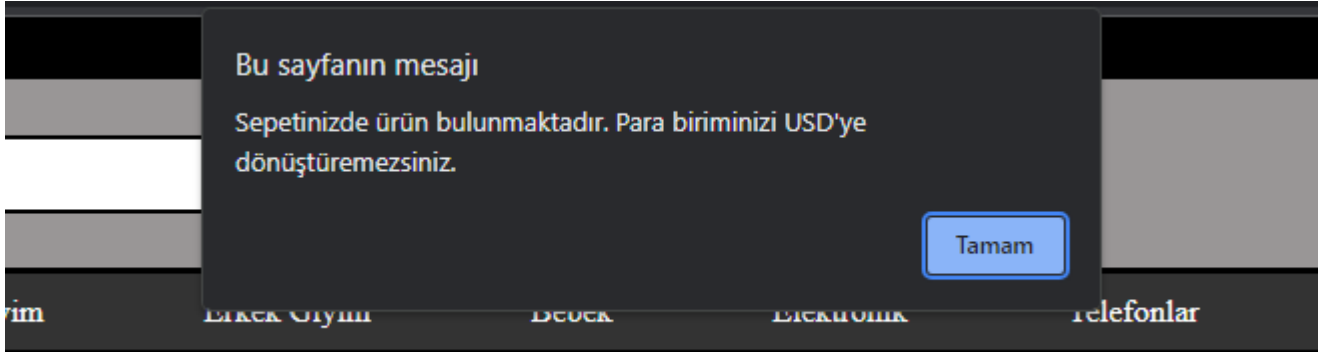 Bu sayfanın mesajı
Sepetinizde ürün bulunmaktadır. Para biriminizi USD'ye
dönüştüremezsiniz.
Tamam
Erkek Giyim Bebek Elektronik Telefonlar